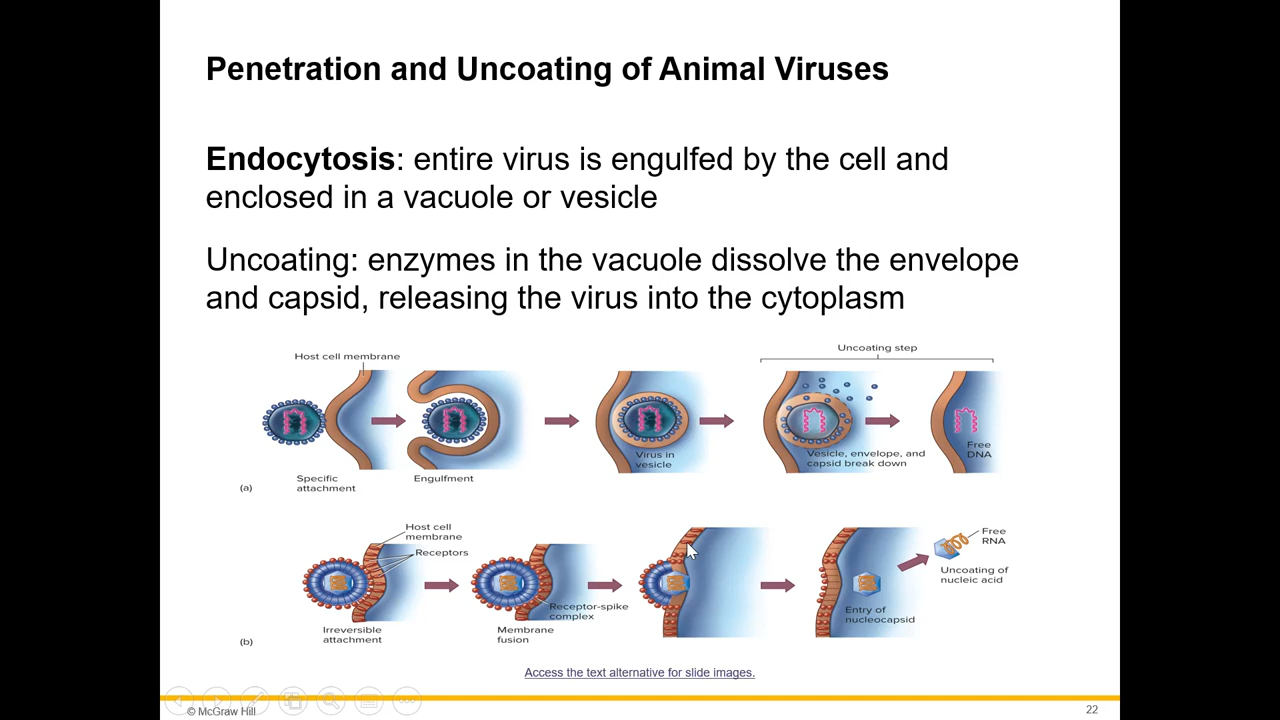 Penetration and Uncoating of Animal Viruses
Endocytosis: entire virus is engulfed by the cell and
enclosed in a vacuole or vesicle
Uncoating: enzymes in the vacuole dissolve the envelope
and capsid, releasing the virus into the cytoplasm
Uncoating step
Host cell membrane
Specific
attachment
Engulfment
Virus in
vesicle
Vesicle, envelope, and
capsid break down
Free
DNA
(a)
Host cell
membrane
Receptors
Irreversible
attachment
Receptor-spike
complex
Membrane
fusion
Entry of
nucleocapsid
Free
RNA
Uncoating of
nucleic acid
(b)
Access the text alternative for slide images.
© McGraw Hill
22